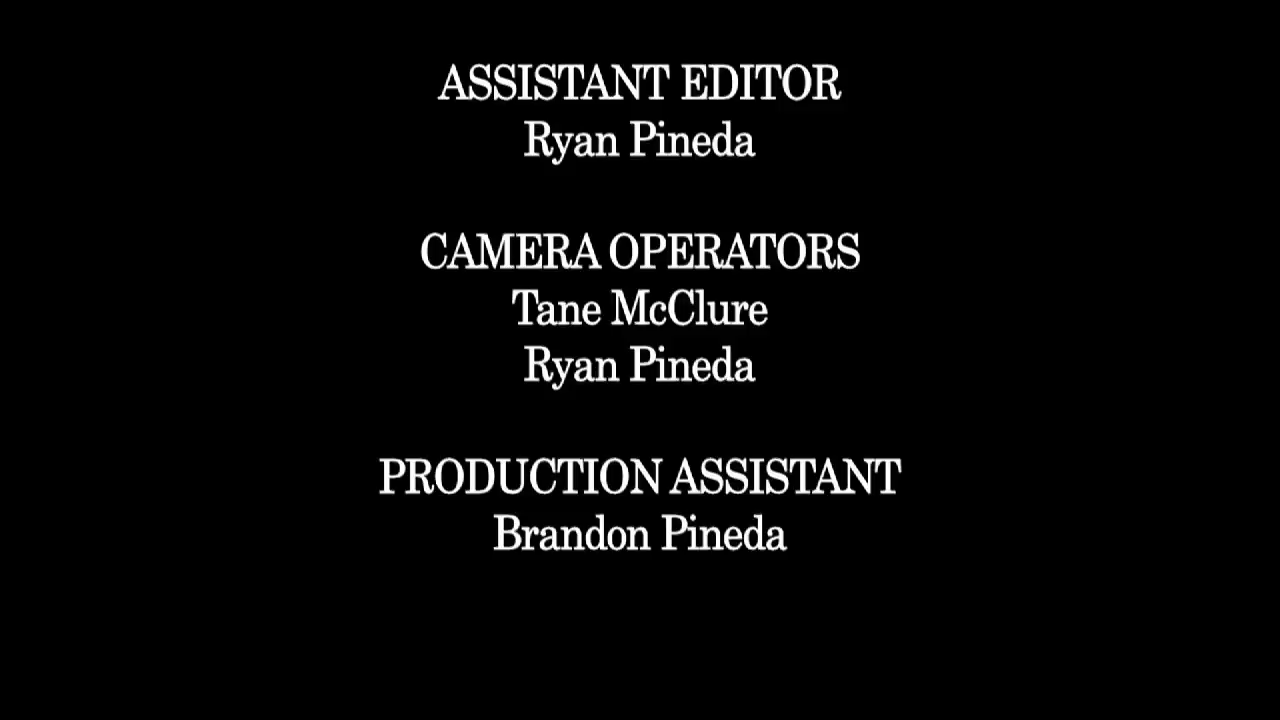 ASSISTANT EDITOR
Ryan Pineda
CAMERA OPERATORS
Tane McClure
Ryan Pineda
PRODUCTION ASSISTANT
Brandon Pineda